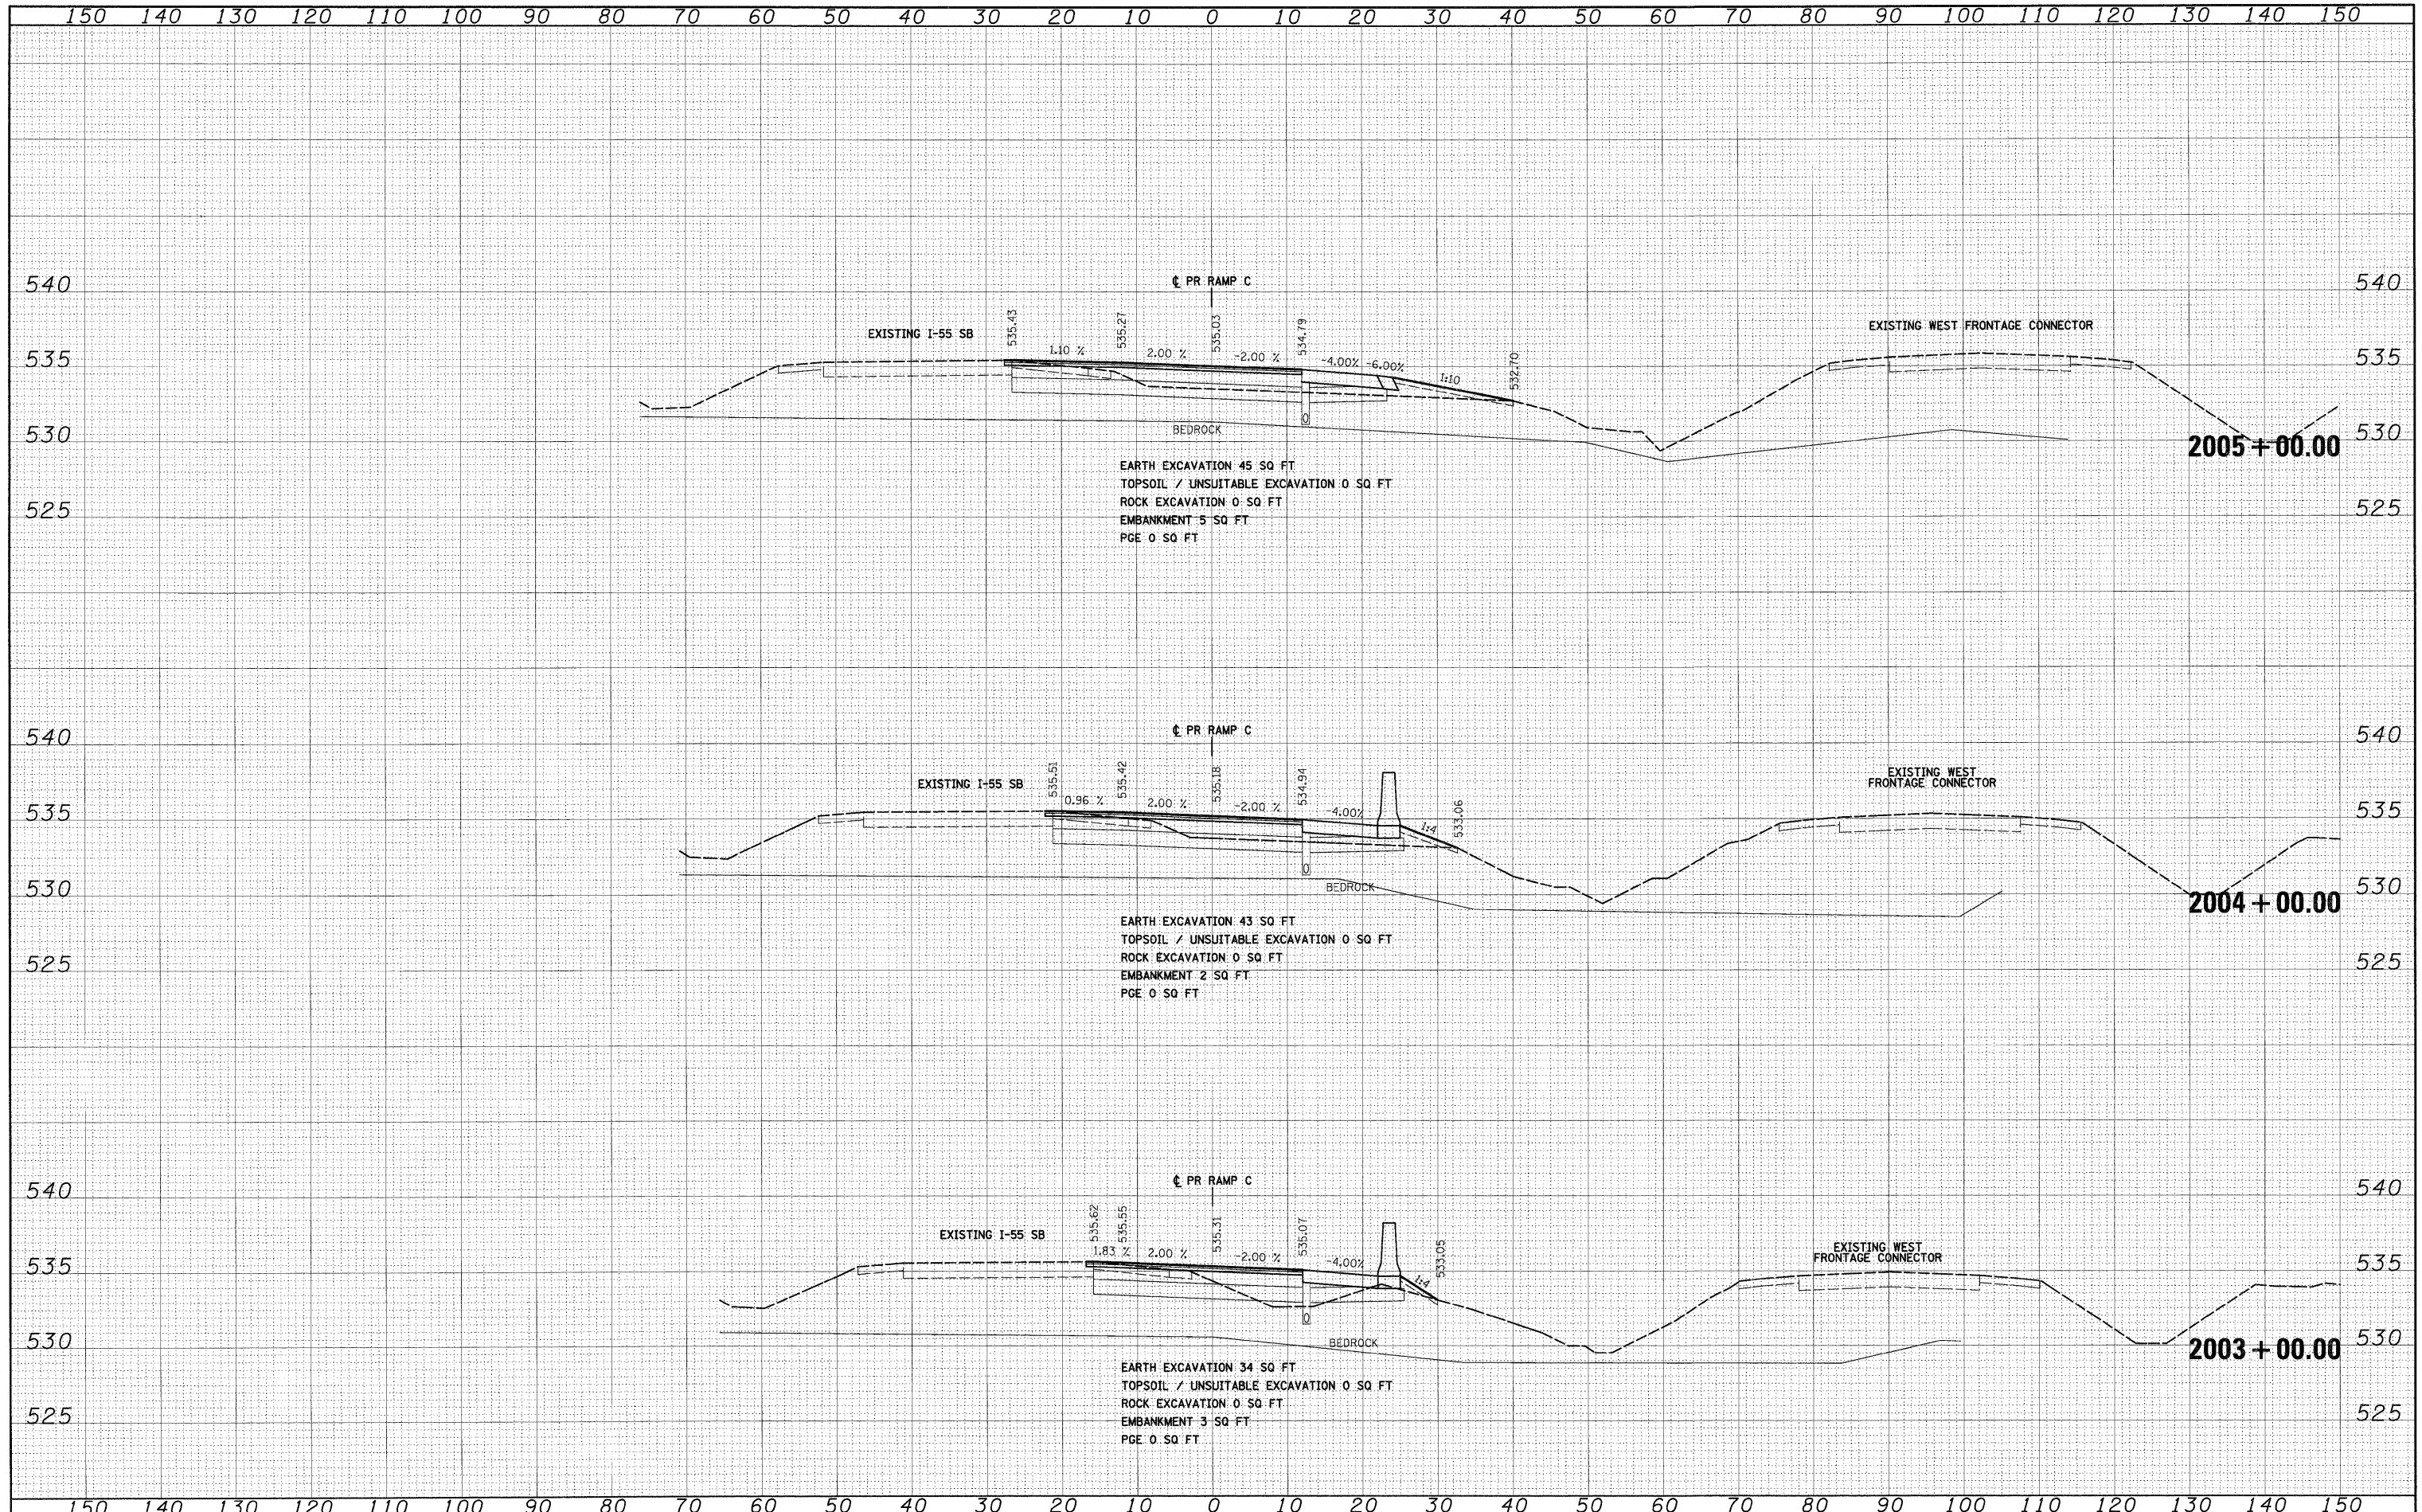 150 140 130 120 110 100 90 80 70 60 50 40 30 20 10 0 10 20 30 40 50 60 70 80 90 100 110 120 130 140 150
540 ℄ PR RAMP C 540
EXISTING I-55 SB
EXISTING WEST FRONTAGE CONNECTOR
535.43 535.27 535.03 534.79 532.70
535 1.10 % 2.00 % -2.00 % -4.00% -6.00% 1:10 535
530 BEDROCK 0 530
2005+00.00
EARTH EXCAVATION 45 SQ FT
TOPSOIL / UNSUITABLE EXCAVATION 0 SQ FT
ROCK EXCAVATION 0 SQ FT
525 EMBANKMENT 5 SQ FT 525
PGE 0 SQ FT
540 ℄ PR RAMP C 540
EXISTING I-55 SB
EXISTING WEST
FRONTAGE CONNECTOR
535.51 535.42 535.18 534.94 533.06
535 0.96 % 2.00 % -2.00 % -4.00% 1:4 535
530 BEDROCK 0 530
2004+00.00
EARTH EXCAVATION 43 SQ FT
TOPSOIL / UNSUITABLE EXCAVATION 0 SQ FT
ROCK EXCAVATION 0 SQ FT
525 EMBANKMENT 2 SQ FT 525
PGE 0 SQ FT
540 ℄ PR RAMP C 540
EXISTING I-55 SB
EXISTING WEST
FRONTAGE CONNECTOR
535.62 535.55 535.31 535.07 533.05
535 1.83 % 2.00 % -2.00 % -4.00% 1:4 535
530 BEDROCK 0 530
2003+00.00
EARTH EXCAVATION 34 SQ FT
TOPSOIL / UNSUITABLE EXCAVATION 0 SQ FT
ROCK EXCAVATION 0 SQ FT
525 EMBANKMENT 3 SQ FT 525
PGE 0 SQ FT
150 140 130 120 110 100 90 80 70 60 50 40 30 20 10 0 10 20 30 40 50 60 70 80 90 100 110 120 130 140 150